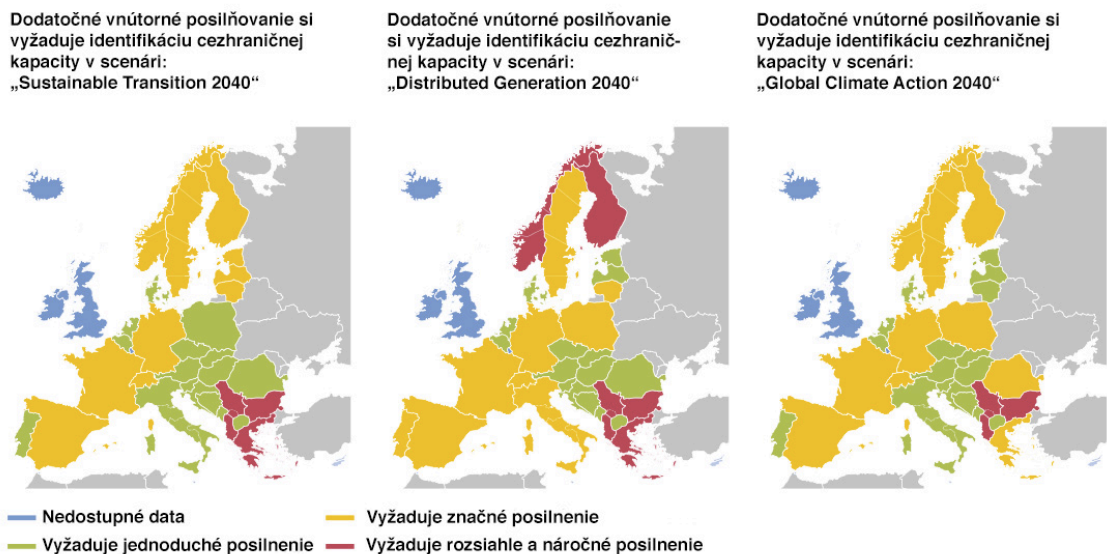 Dodatočné vnútorné posilňovanie si
vyžaduje identifikáciu cezhraničnej
kapacity v scenári:
„Sustainable Transition 2040“
Dodatočné vnútorné posilňovanie
si vyžaduje identifikáciu cezhranič-
nej kapacity v scenári:
„Distributed Generation 2040“
Dodatočné vnútorné posilňovanie si
vyžaduje identifikáciu cezhraničnej
kapacity v scenári:
„Global Climate Action 2040“
Nedostupné data
Vyžaduje značné posilnenie
Vyžaduje jednoduché posilnenie
Vyžaduje rozsiahle a náročné posilnenie